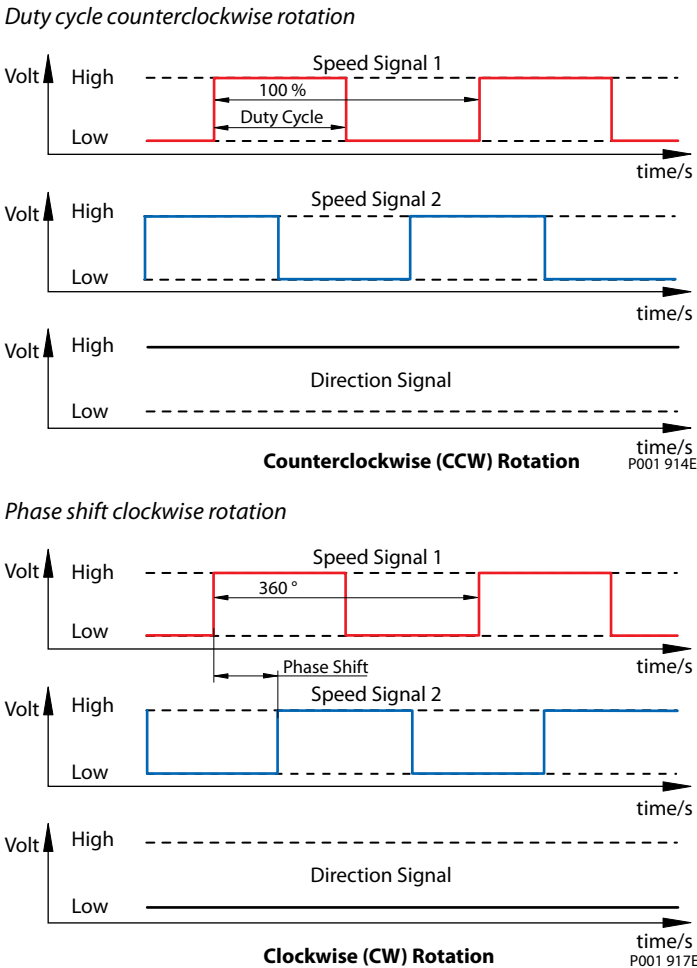 Duty cycle counterclockwise rotation
Speed Signal 1
Volt High
100 %
Duty Cycle
Low
time/s
Speed Signal 2
Volt High
Low
time/s
Volt High
Direction Signal
Low
time/s
Counterclockwise (CCW) Rotation
P001 914E
Phase shift clockwise rotation
Speed Signal 1
Volt High
360 °
Low
time/s
Phase Shift
Speed Signal 2
Volt High
Low
time/s
Volt High
Direction Signal
Low
time/s
Clockwise (CW) Rotation
P001 917E